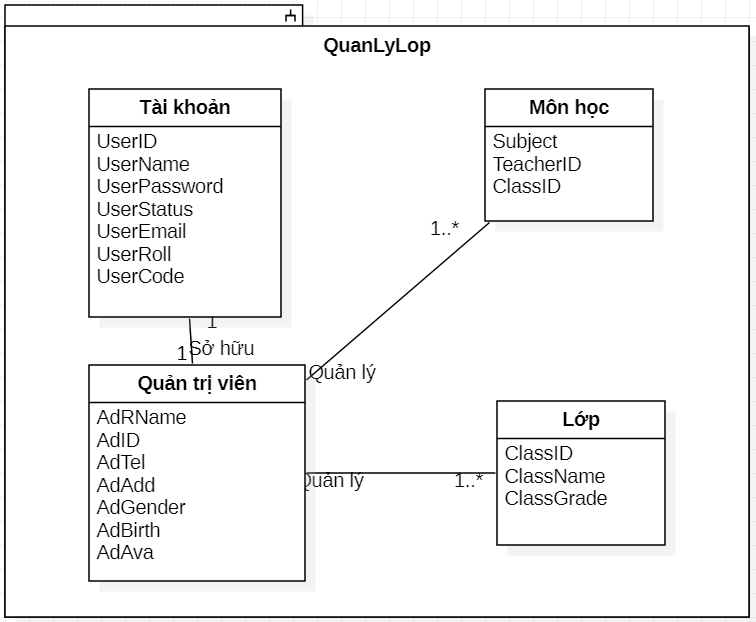 QuanLyLop
Tài khoản
UserID
UserName
UserPassword
UserStatus
UserEmail
UserRoll
UserCode
Môn học
Subject
TeacherID
ClassID
1..*
1
Sở hữu
1
Quản lý
Quản trị viên
AdRName
AdID
AdTel
AdAdd
AdGender
AdBirth
AdAva
Quản lý
1..*
Lớp
ClassID
ClassName
ClassGrade